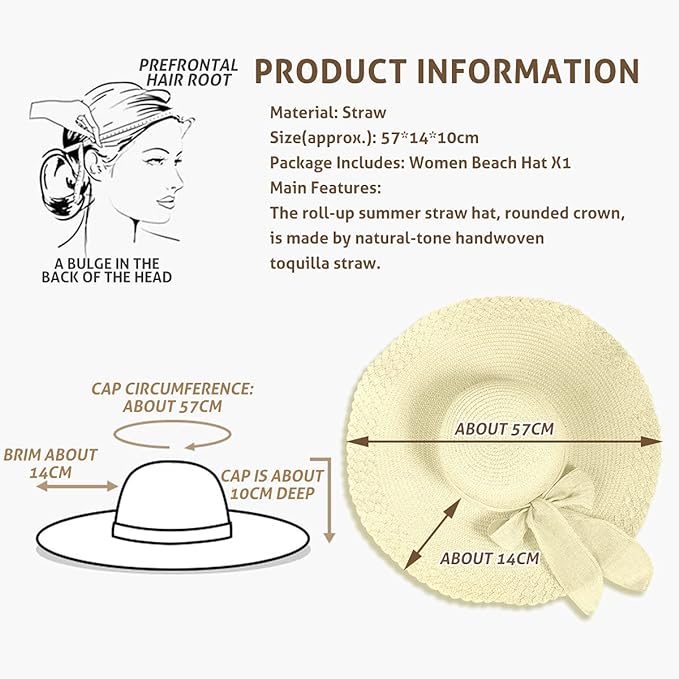 PREFRONTAL
HAIR ROOT
PRODUCT INFORMATION
Material: Straw
Size(approx.): 57*14*10cm
Package Includes: Women Beach Hat X1
Main Features:
The roll-up summer straw hat, rounded crown,
is made by natural-tone handwoven
toquilla straw.
A BULGE IN THE
BACK OF THE HEAD
CAP CIRCUMFERENCE:
ABOUT 57CM
BRIM ABOUT
14CM
CAP IS ABOUT
10CM DEEP
ABOUT 57CM
ABOUT 14CM